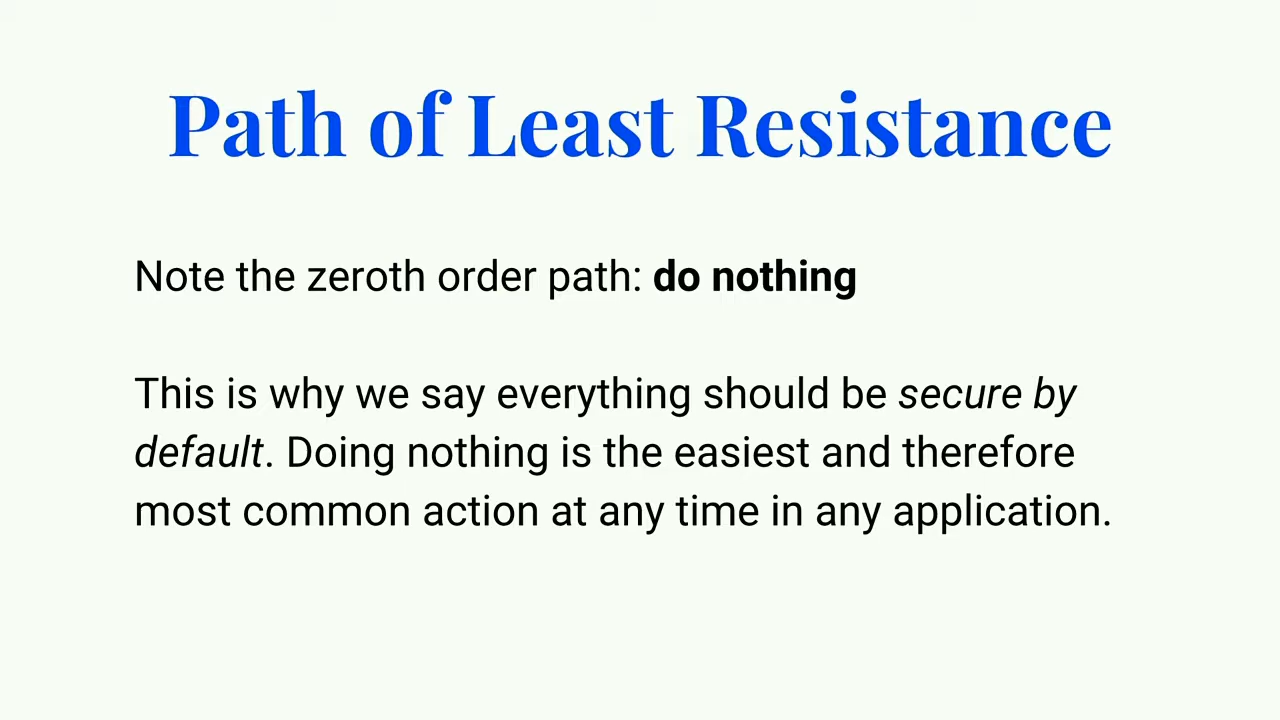 Path of Least Resistance
Note the zeroth order path: do nothing
This is why we say everything should be secure by
default. Doing nothing is the easiest and therefore
most common action at any time in any application.